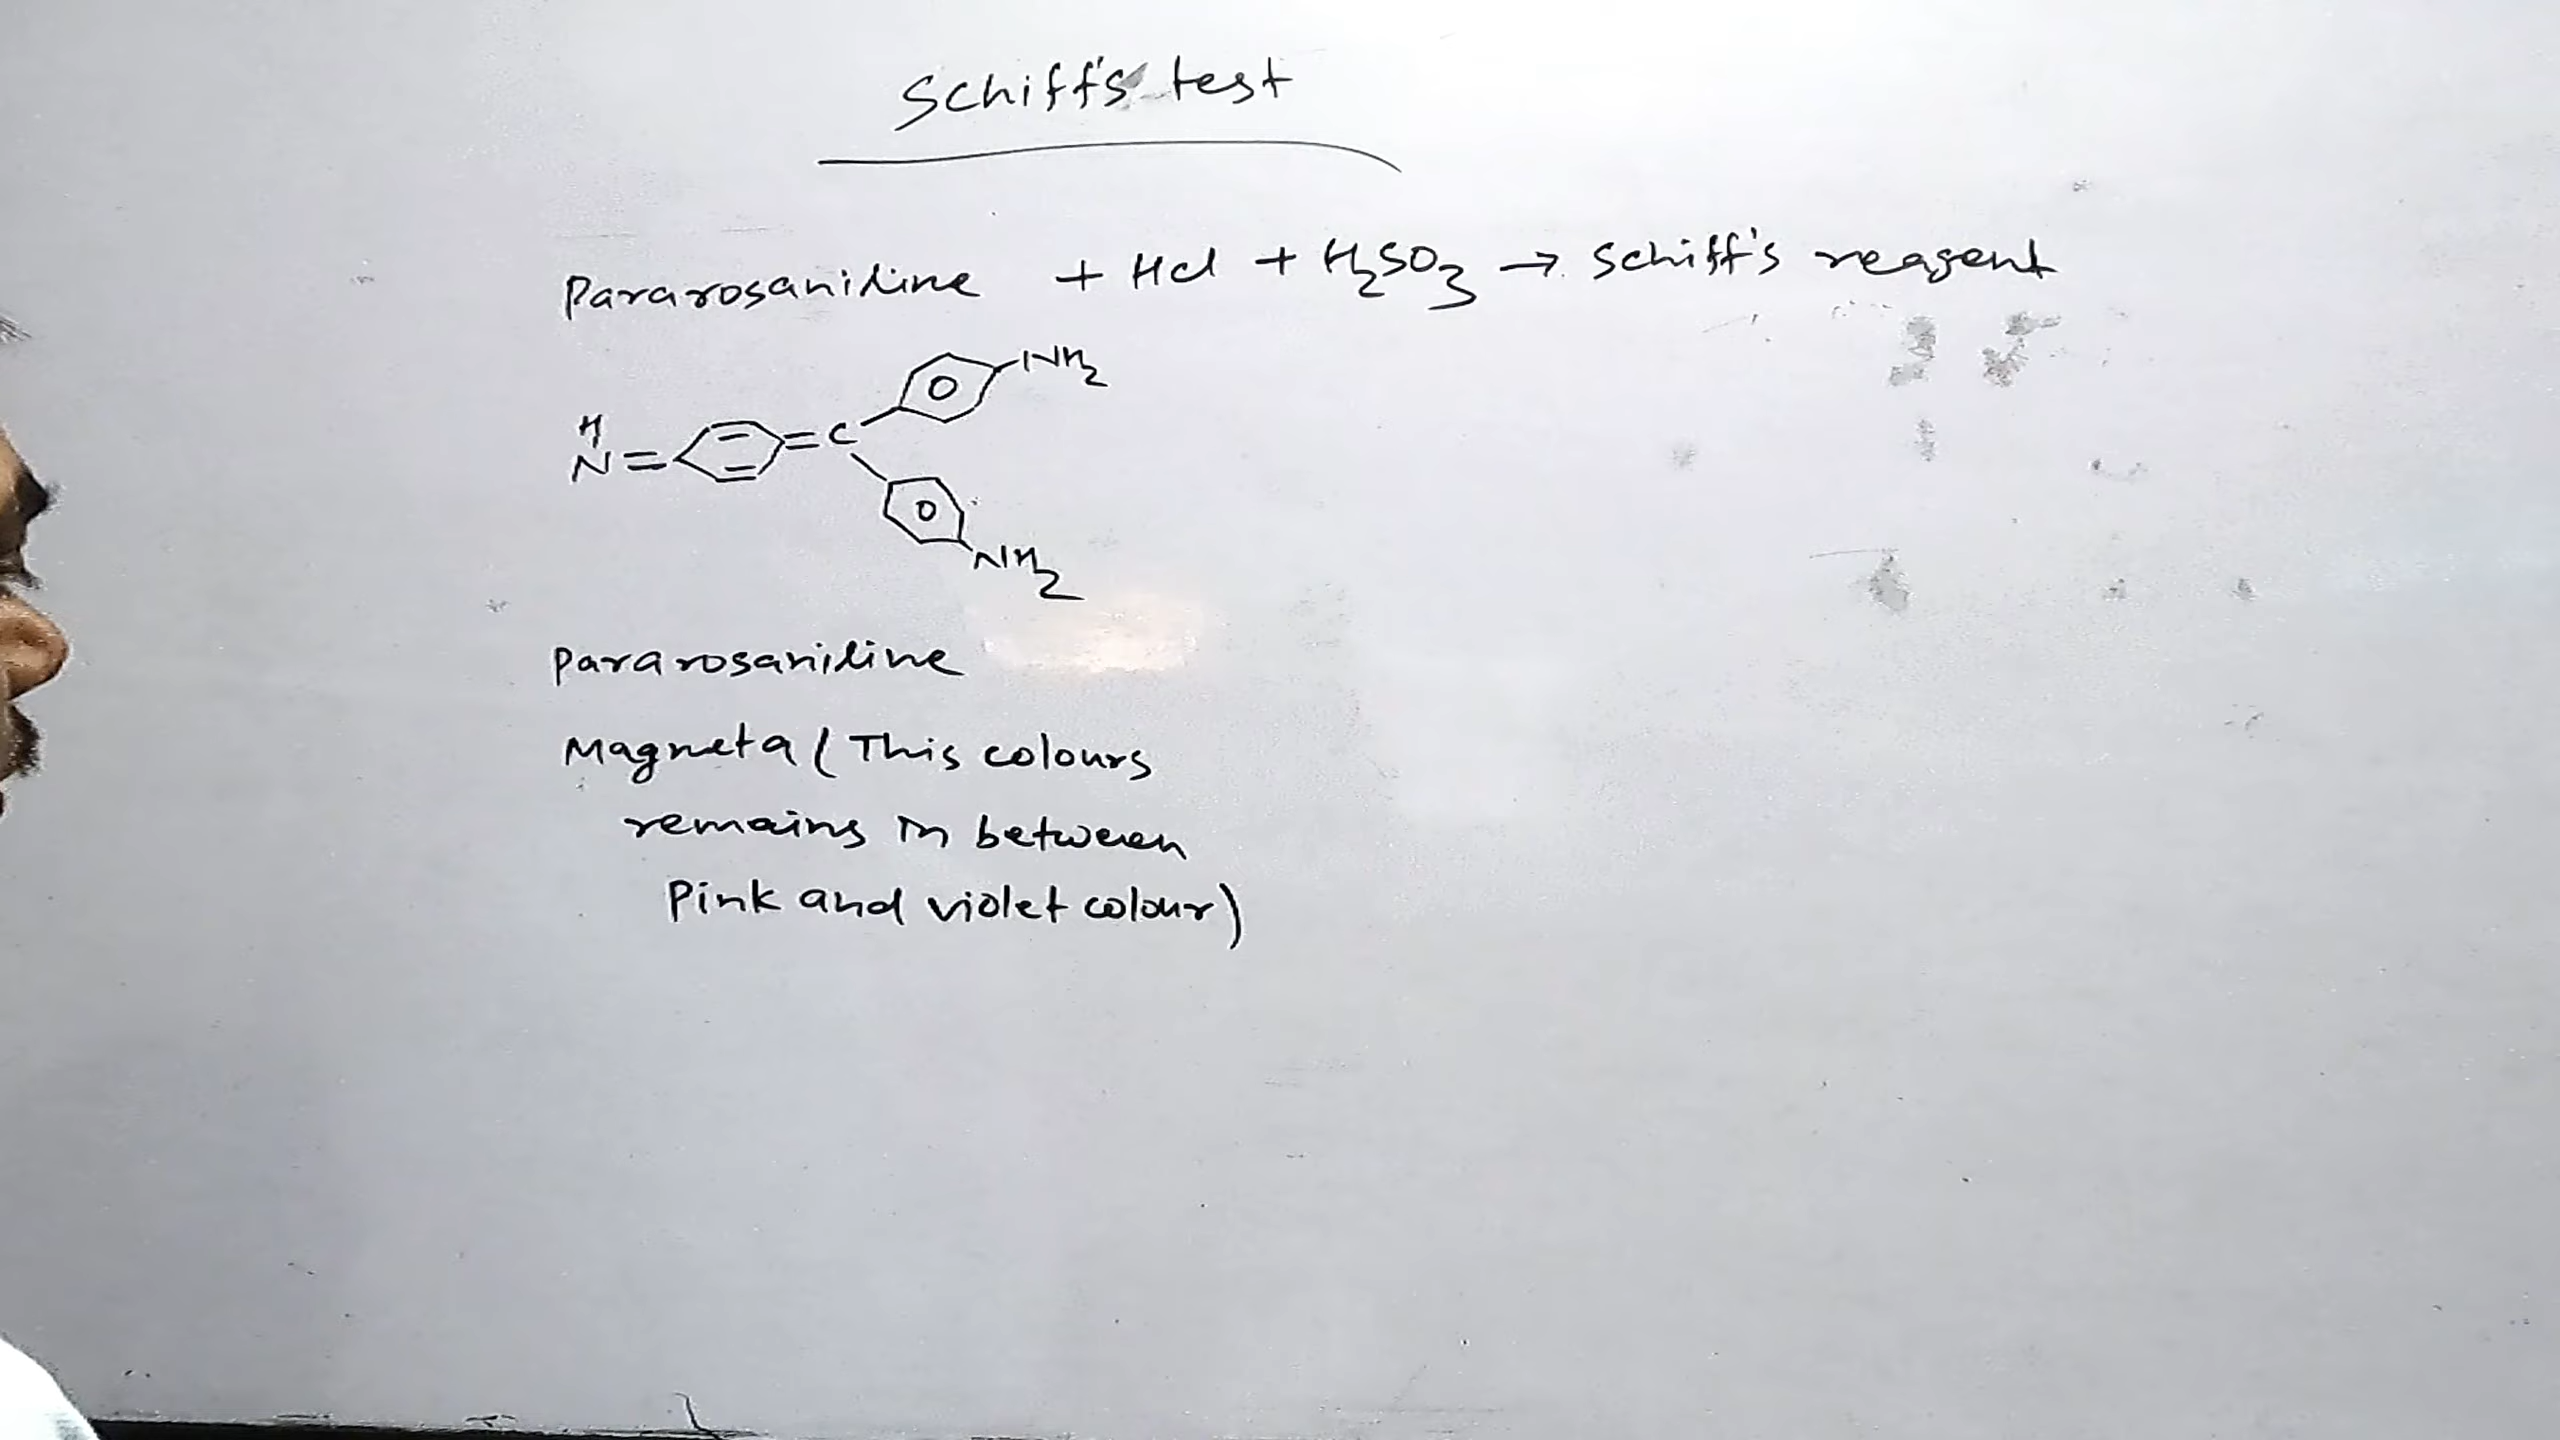 Schiff's test
Pararosaniline + HCl + H₂SO₃ → Schiff's reagent
NH₂
H
N = = C
NH₂
Pararosaniline
Magneta (This colours
remains in between
Pink and violet colour)